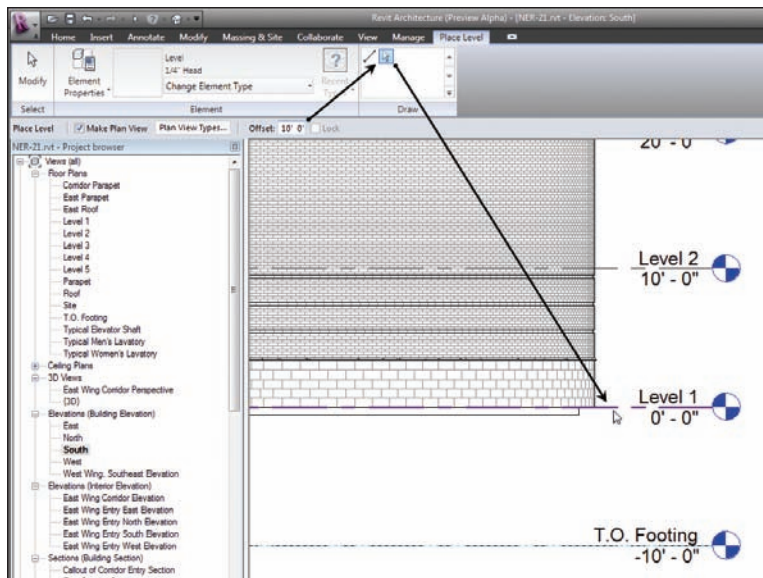 Revit Architecture (Preview Alpha) - [NER-21.rvt - Elevation: South]
Home Insert Annotate Modify Massing & Site Collaborate View Manage Place Level
Modify
Element Properties
Level
1/4" Head
Change Element Type
Recent
Select
Element
Draw
Place Level Make Plan View Plan View Types... Offset: 10' 0' Lock
NER-21.rvt - Project browser
Views (all)
Floor Plans
Corridor Parapet
East Parapet
East Roof
Level 1
Level 2
Level 3
Level 4
Level 5
Parapet
Roof
Site
T.O. Footing
Typical Elevator Shaft
Typical Men's Lavatory
Typical Women's Lavatory
Ceiling Plans
3D Views
East Wing Corridor Perspective
{3D}
Elevations (Building Elevation)
East
North
South
West
West Wing. Southeast Elevation
Elevations (Interior Elevation)
East Wing Corridor Elevation
East Wing Entry East Elevation
East Wing Entry North Elevation
East Wing Entry South Elevation
East Wing Entry West Elevation
Sections (Building Section)
Callout of Corridor Entry Section
20' - 0"
Level 2
10' - 0"
Level 1
0' - 0"
T.O. Footing
-10' - 0"